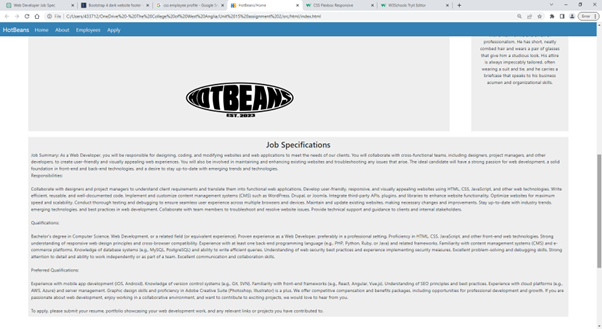 Web Developer Job Spec
Bootstrap 4 dark website footer
csp employee profile - Google S
HotBeans Home
CSS Flexbox Responsive
W3Schools Tryit Editor
File
Error
HotBeans Home About Employees Apply
professionalism. He has short, neatly
combed hair and wears a pair of glasses
that give him a studious look. His attire
is always impeccably tailored, often
wearing a suit and tie, and he carries a
briefcase that speaks to his business
acumen and organizational skills.
HOTBEANS
EST. 2023
Job Specifications
Job Summary: As a Web Developer, you will be responsible for designing, coding, and modifying websites and web applications to meet the needs of our clients. You will collaborate with cross-functional teams, including designers, project managers, and other
developers, to create user-friendly and visually appealing web experiences. You will also be involved in maintaining and enhancing existing websites and troubleshooting any issues that arise. The ideal candidate will have a strong passion for web development, a solid
foundation in front-end and back-end technologies, and a desire to stay up-to-date with emerging trends and technologies.
Responsibilities:
Collaborate with designers and project managers to understand client requirements and translate them into functional web applications. Develop user-friendly, responsive, and visually appealing websites using HTML, CSS, JavaScript, and other web technologies. Write
efficient, reusable, and well-documented code. Implement and customize content management systems (CMS) such as WordPress, Drupal, or Joomla. Integrate third-party APIs, plugins, and libraries to enhance website functionality. Optimize websites for maximum
speed and scalability. Conduct thorough testing and debugging to ensure seamless user experience across multiple browsers and devices. Maintain and update existing websites, making necessary changes and improvements. Stay up-to-date with industry trends,
emerging technologies, and best practices in web development. Collaborate with team members to troubleshoot and resolve website issues. Provide technical support and guidance to clients and internal stakeholders.
Qualifications:
Bachelor's degree in Computer Science, Web Development, or a related field (or equivalent experience). Proven experience as a Web Developer, preferably in a professional setting. Proficiency in HTML, CSS, JavaScript, and other front-end web technologies. Strong
understanding of responsive web design principles and cross-browser compatibility. Experience with at least one back-end programming language (e.g., PHP, Python, Ruby, or Java) and related frameworks. Familiarity with content management systems (CMS) and e-
commerce platforms. Knowledge of database systems (e.g., MySQL, PostgreSQL) and ability to write efficient queries. Understanding of web security best practices and experience implementing security measures. Excellent problem-solving and debugging skills. Strong
attention to detail and ability to work independently or as part of a team. Excellent communication and collaboration skills.
Preferred Qualifications:
Experience with mobile app development (iOS, Android). Knowledge of version control systems (e.g., Git, SVN). Familiarity with front-end frameworks (e.g., React, Angular, Vue.js). Understanding of SEO principles and best practices. Experience with cloud platforms (e.g.,
AWS, Azure) and server management. Graphic design skills and proficiency in Adobe Creative Suite (Photoshop, Illustrator) is a plus. We offer competitive compensation and benefits packages, including opportunities for professional development and growth. If you are
passionate about web development, enjoy working in a collaborative environment, and want to contribute to exciting projects, we would love to hear from you.
To apply, please submit your resume, portfolio showcasing your web development work, and any relevant links or projects you have contributed to.